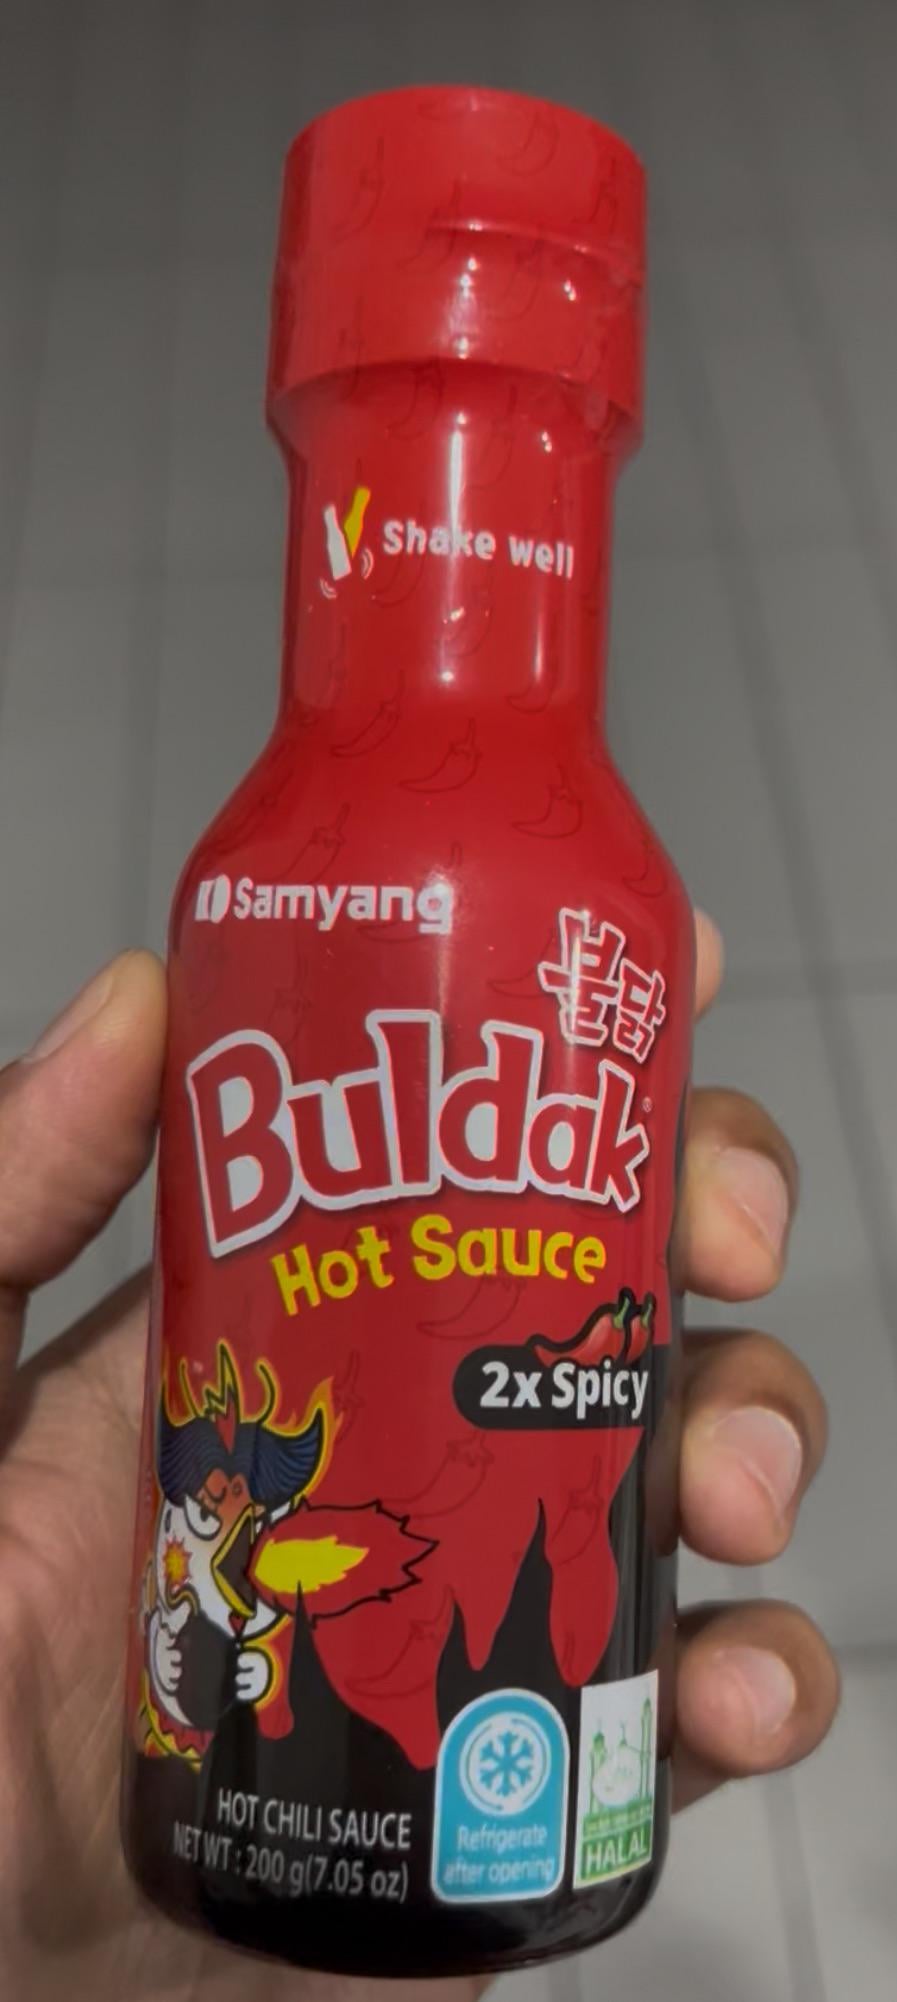 Shake well
Samyang
불닭
Buldak
Hot Sauce
2x Spicy
HOT CHILI SAUCE
NET WT : 200 g(7.05 oz)
Refrigerate
after opening
HALAL